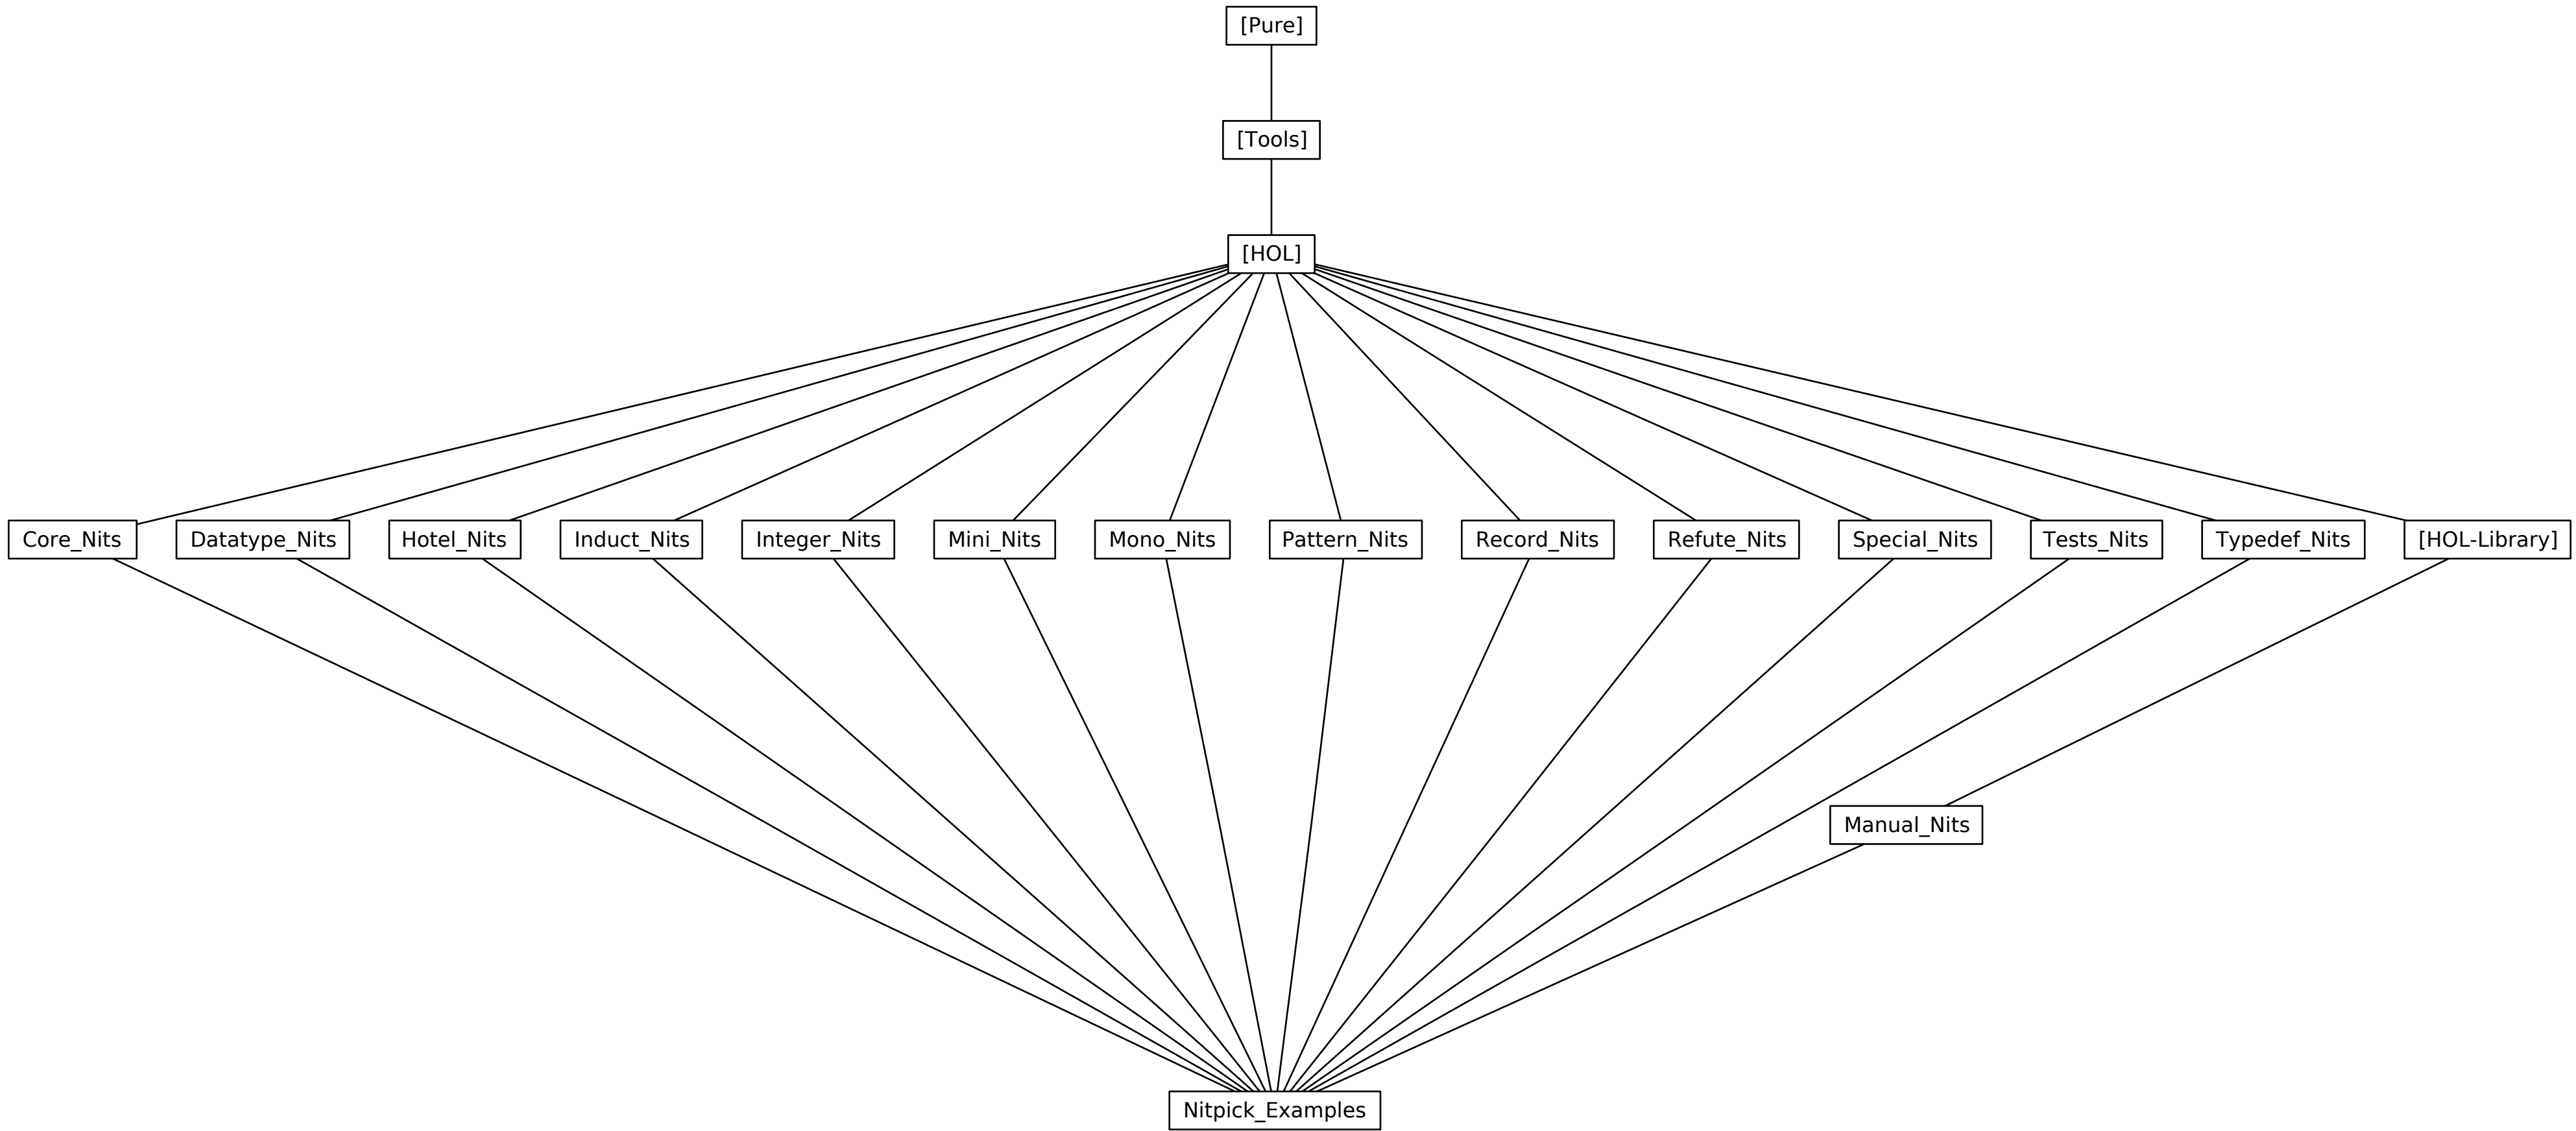 [Pure]
[Tools]
[HOL]
Core_Nits Datatype_Nits Hotel_Nits Induct_Nits Integer_Nits Mini_Nits Mono_Nits Pattern_Nits Record_Nits Refute_Nits Special_Nits Tests_Nits Typedef_Nits [HOL-Library]
Manual_Nits
Nitpick_Examples